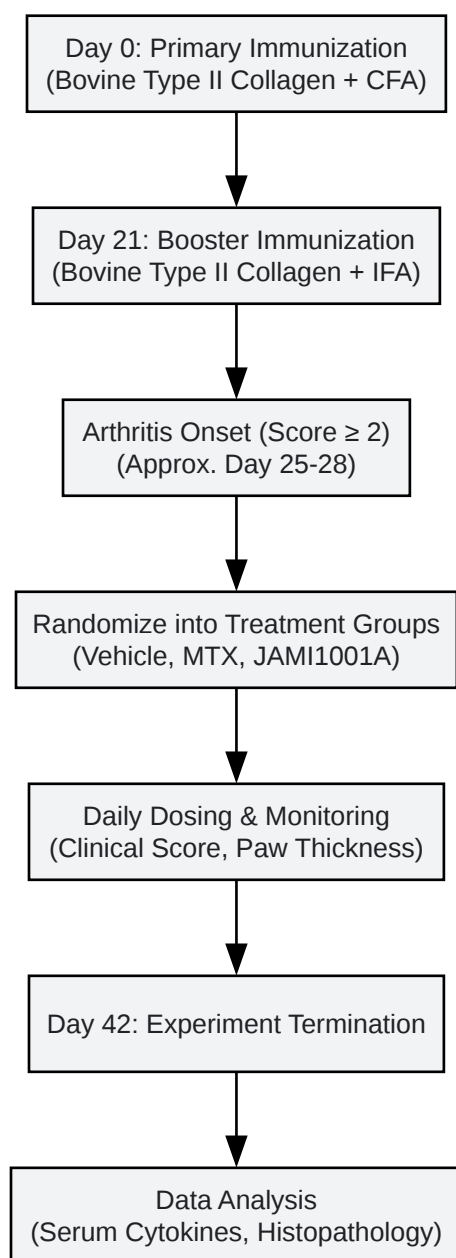 Day 0: Primary Immunization
(Bovine Type II Collagen + CFA)
Day 21: Booster Immunization
(Bovine Type II Collagen + IFA)
Arthritis Onset (Score ≥ 2)
(Approx. Day 25-28)
Randomize into Treatment Groups
(Vehicle, MTX, JAMI1001A)
Daily Dosing & Monitoring
(Clinical Score, Paw Thickness)
Day 42: Experiment Termination
Data Analysis
(Serum Cytokines, Histopathology)